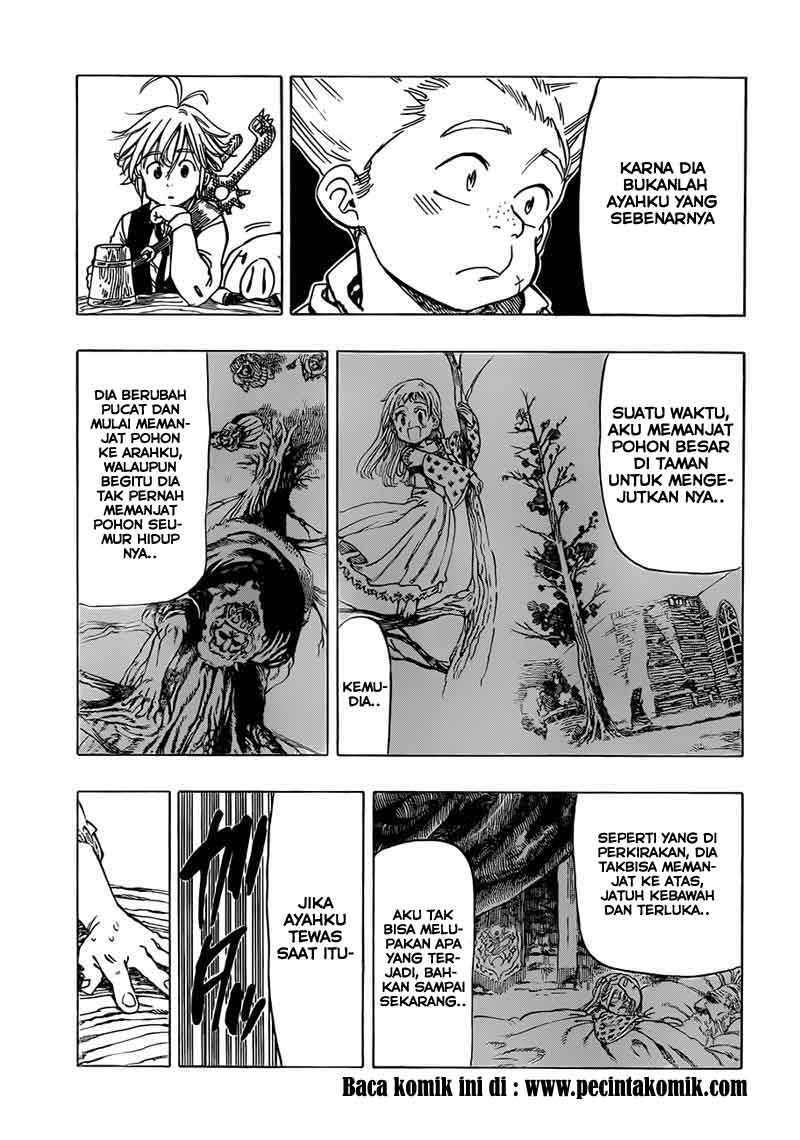 KARNA DIA
BUKANLAH
AYAHKU YANG
SEBENARNYA
SUATU WAKTU,
AKU MEMANJAT
POHON BESAR
DI TAMAN
UNTUK MENGE-
JUTKAN NYA..
KEMU-
DIA..
DIA BERUBAH
PUCAT DAN
MULAI MEMAN-
JAT POHON
KE ARAHKU,
WALAUPUN
BEGITU DIA
TAK PERNAH
MEMANJAT
POHON SEU-
MUR HIDUP
NYA..
SEPERTI YANG DI
PERKIRAKAN, DIA
TAKBISA MEMAN-
JAT KE ATAS,
JATUH KEBAWAH
DAN TERLUKA..
AKU TAK
BISA MELU-
PAKAN APA
YANG TER-
JADI, BAH-
KAN SAMPAI
SEKARANG..
JIKA
AYAHKU
TEWAS
SAAT ITU-
Baca komik ini di : www.pecintakomik.com